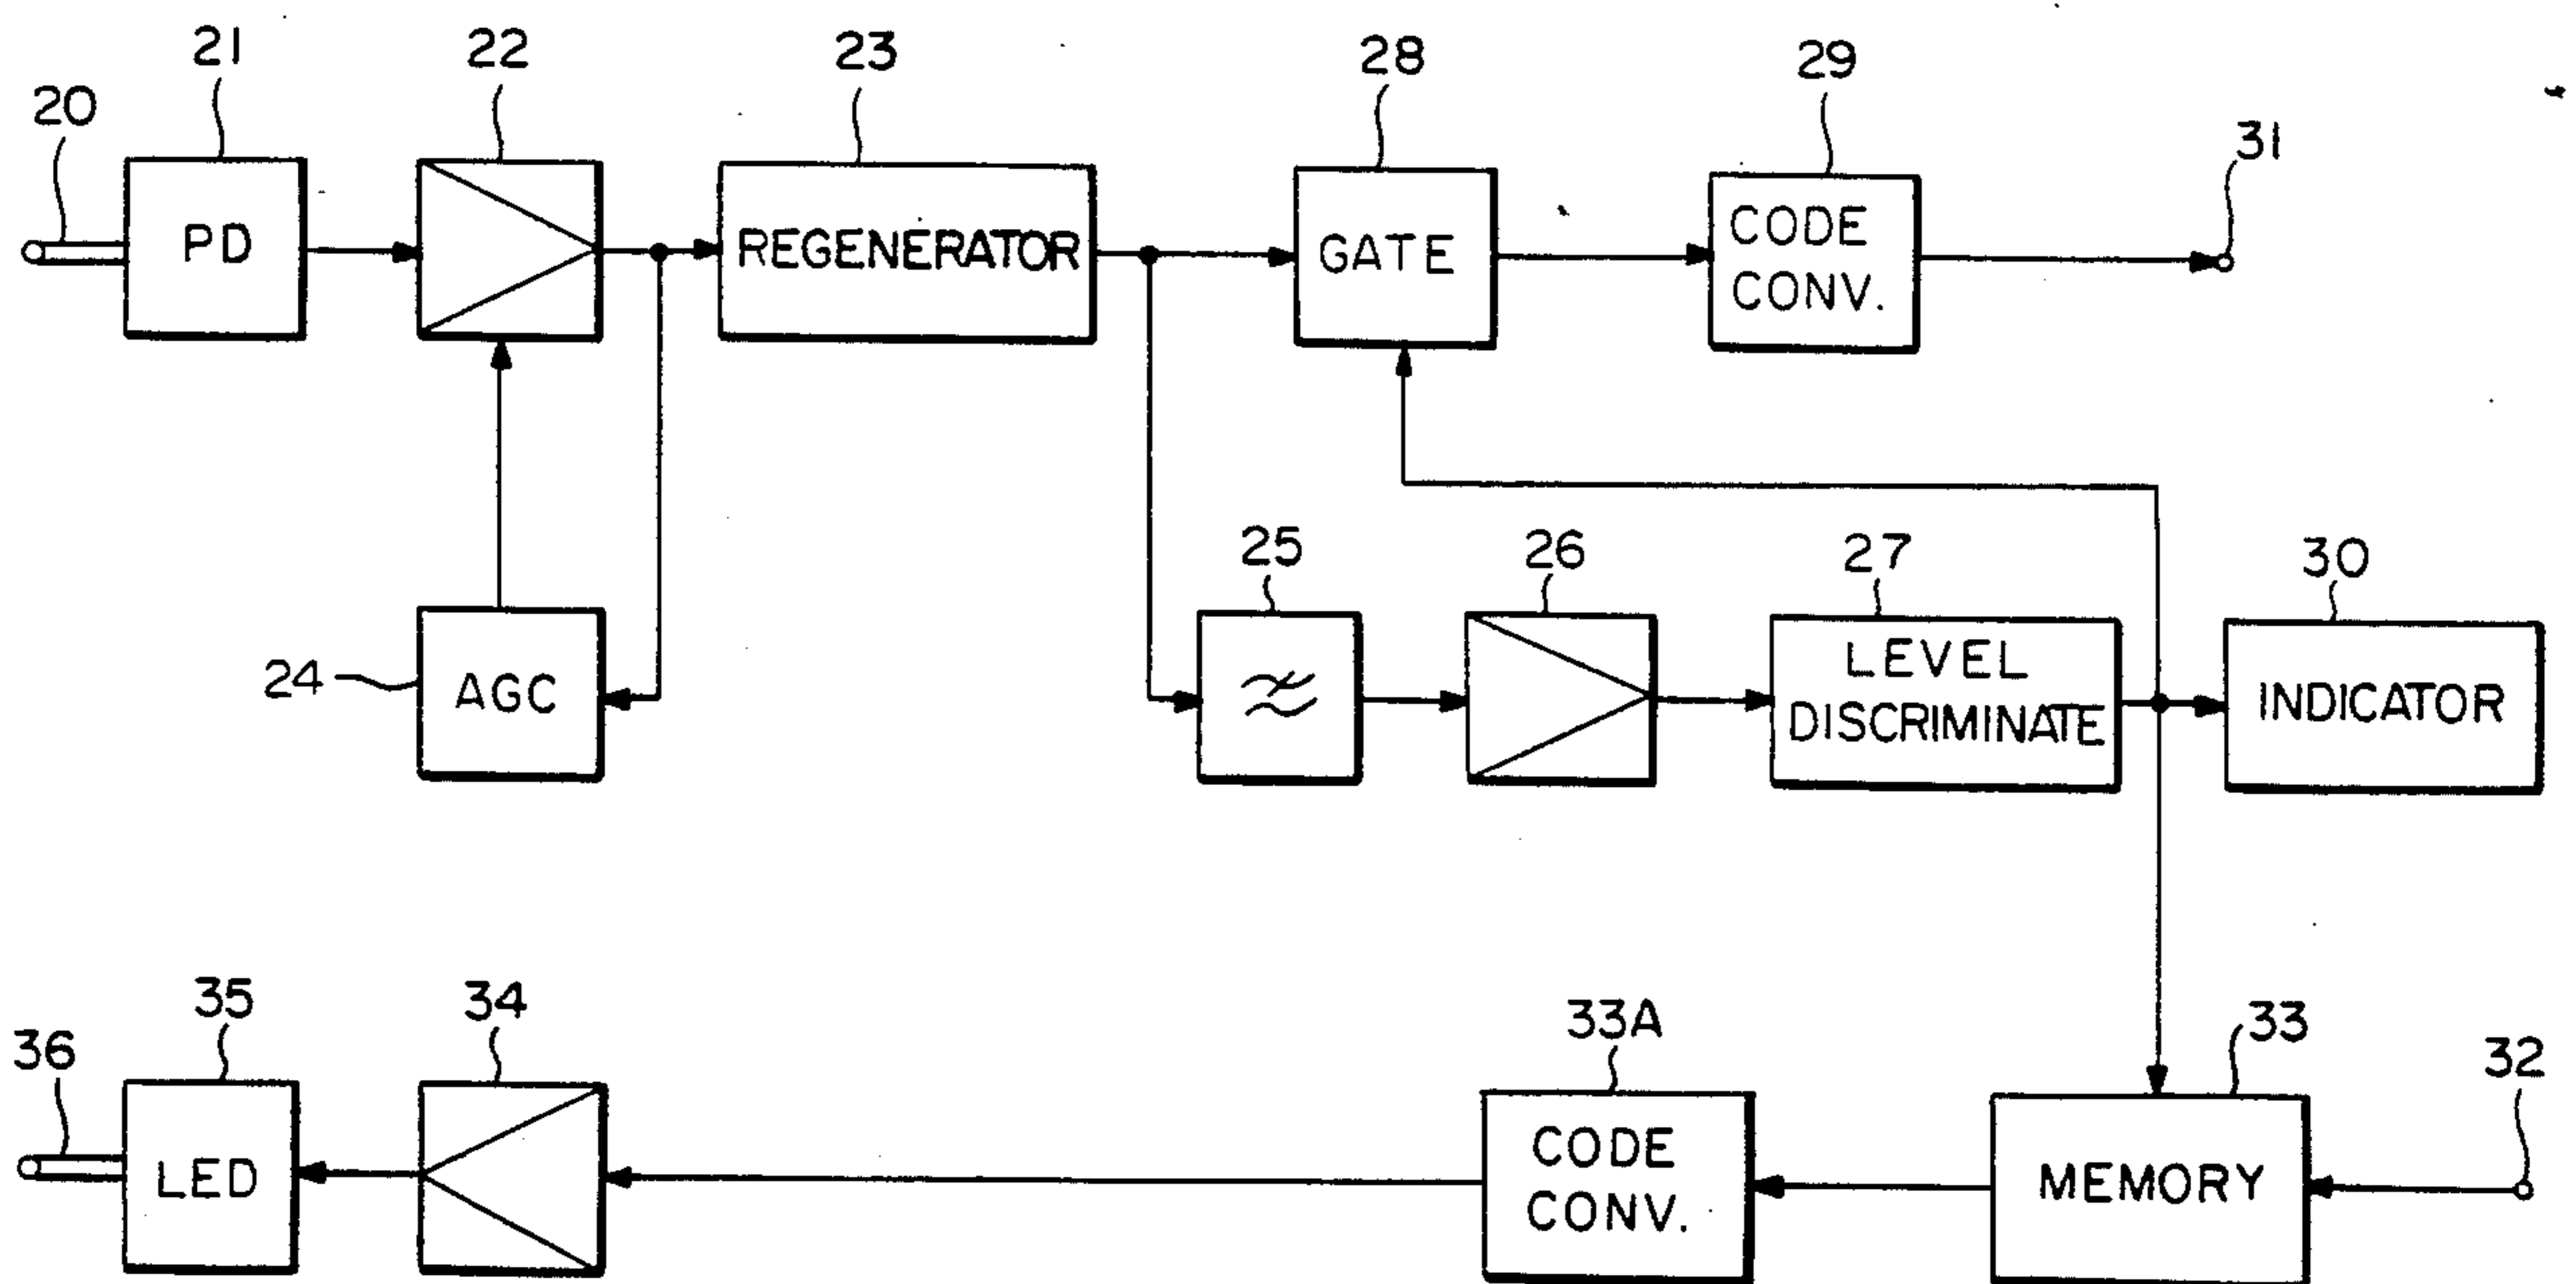 21
22
23
28
29
20
31
PD
REGENERATOR
GATE
CODE
CONV.
25
26
27
30
24
AGC
LEVEL
DISCRIMINATE
INDICATOR
35
34
33A
33
36
32
LED
CODE
CONV.
MEMORY